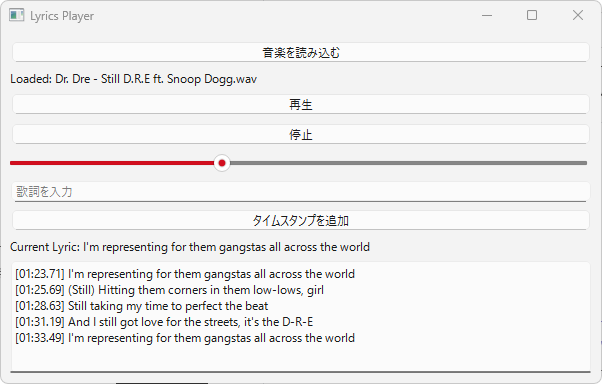 Lyrics Player
音楽を読み込む
Loaded: Dr. Dre - Still D.R.E ft. Snoop Dogg.wav
再生
停止
歌詞を入力
タイムスタンプを追加
Current Lyric: I'm representing for them gangstas all across the world
[01:23.71] I'm representing for them gangstas all across the world
[01:25.69] (Still) Hitting them corners in them low-lows, girl
[01:28.63] Still taking my time to perfect the beat
[01:31.19] And I still got love for the streets, it's the D-R-E
[01:33.49] I'm representing for them gangstas all across the world